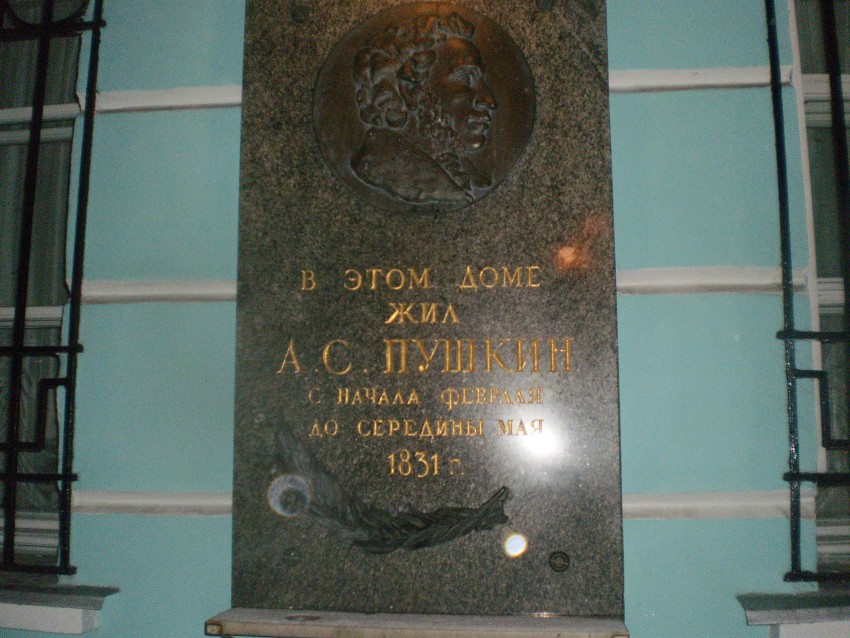 В ЭТОМ ДОМЕ
ЖИЛ
А.С. ПУШКИН
С НАЧАЛА ФЕВРАЛЯ
ДО СЕРЕДИНЫ МАЯ
1831 г.